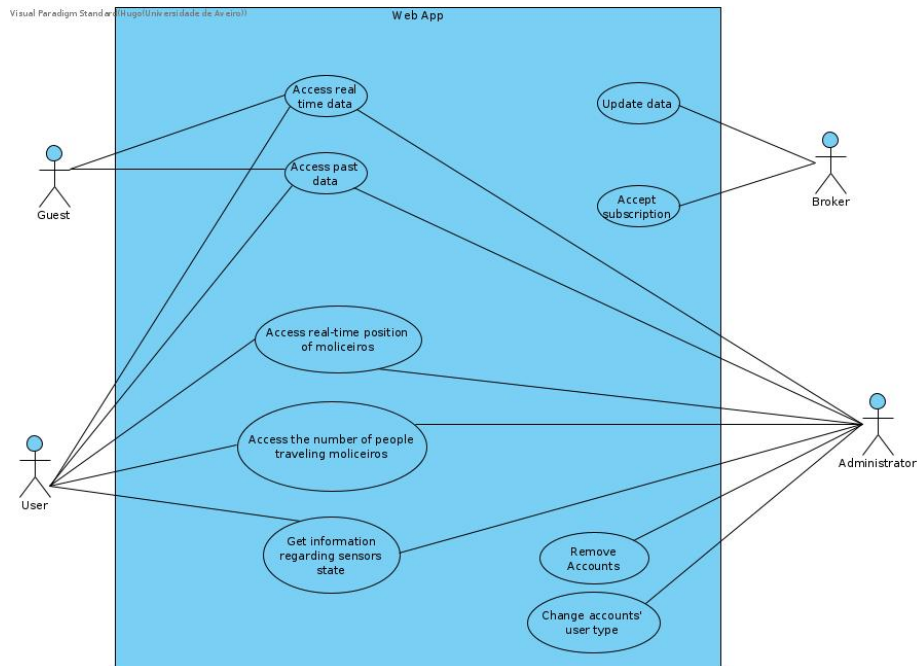 Visual Paradigm Standard(Hugo(Universidade de Aveiro))
Web App
Access real
time data
Update data
Access past
data
Guest
Accept
subscription
Broker
Access real-time position
of moliceiros
Access the number of people
traveling moliceiros
User
Administrator
Get information
regarding sensors
state
Remove
Accounts
Change accounts'
user type